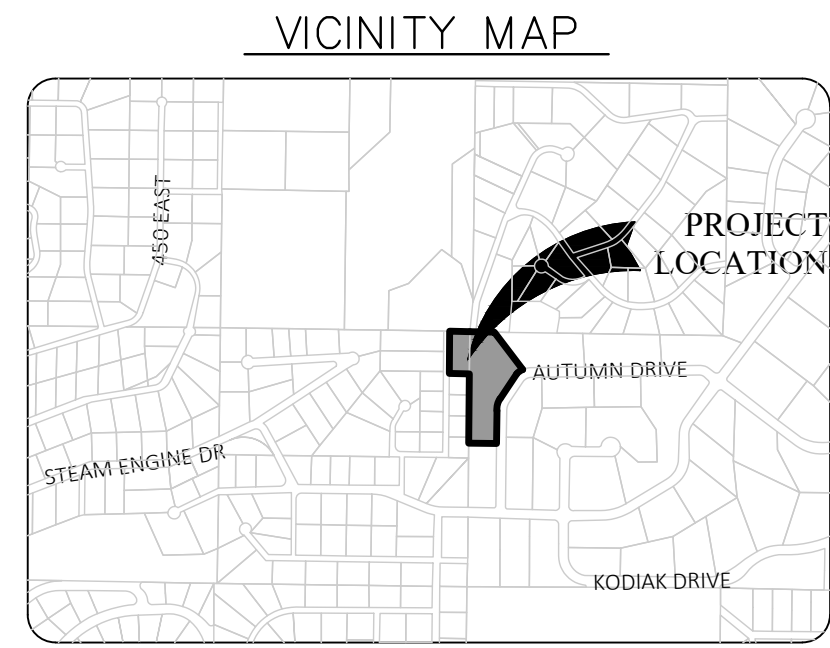 VICINITY MAP
450 EAST
PROJECT
LOCATION
AUTUMN DRIVE
STEAM ENGINE DR
KODIAK DRIVE